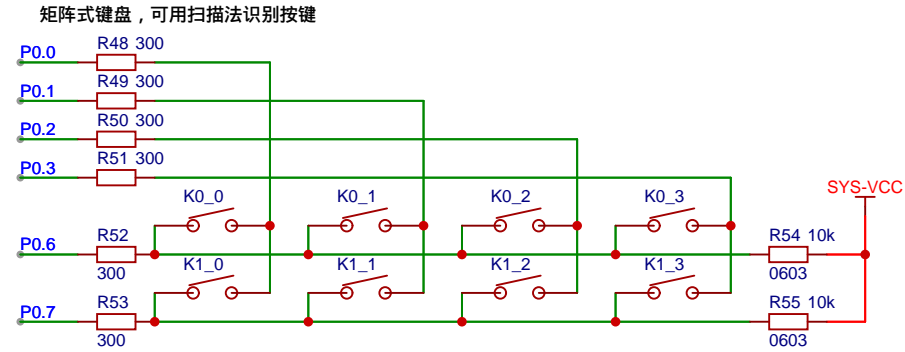 矩阵式键盘，可用扫描法识别按键
P0.0 R48 300
P0.1 R49 300
P0.2 R50 300
P0.3 R51 300
K0_0 K0_1 K0_2 K0_3 SYS-VCC
P0.6 R52 R54 10k
300 K1_0 K1_1 K1_2 K1_3 0603
P0.7 R53 R55 10k
300 0603